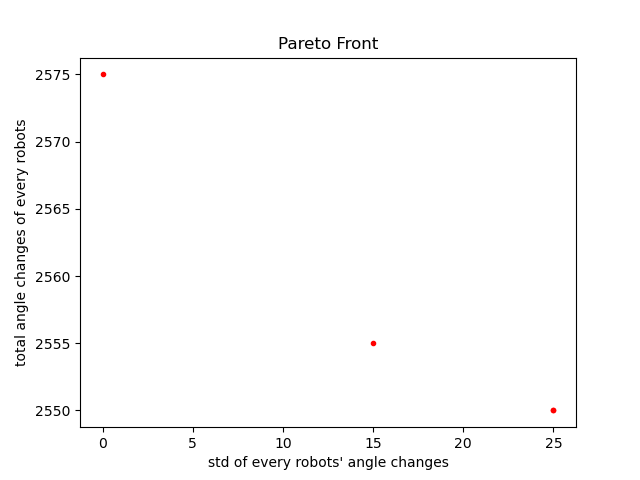 Pareto Front
total angle changes of every robots
2575
2570
2565
2560
2555
2550
0 5 10 15 20 25
std of every robots' angle changes